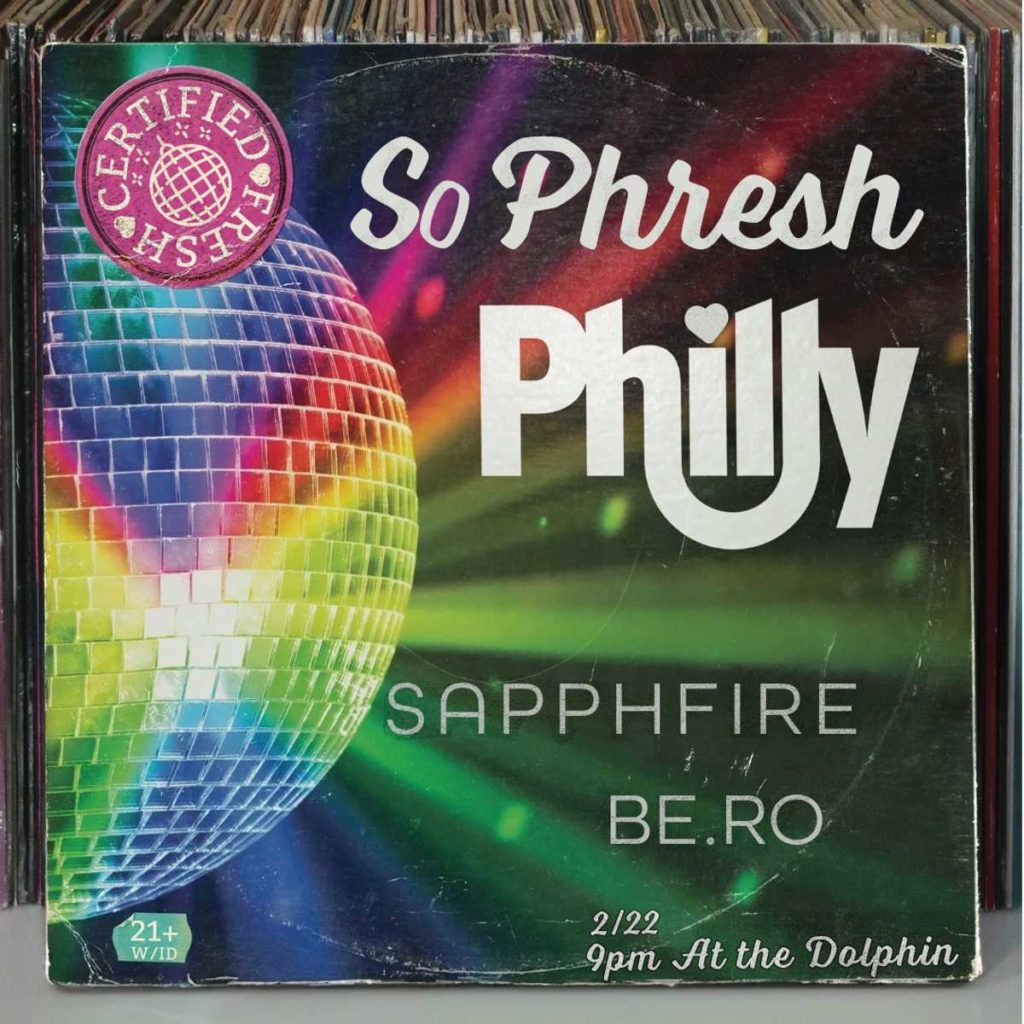 CERTIFIED FRESH
So Phresh
Philly
SAPPHFIRE
BE.RO
21+
W/ID
2/22
9pm At the Dolphin